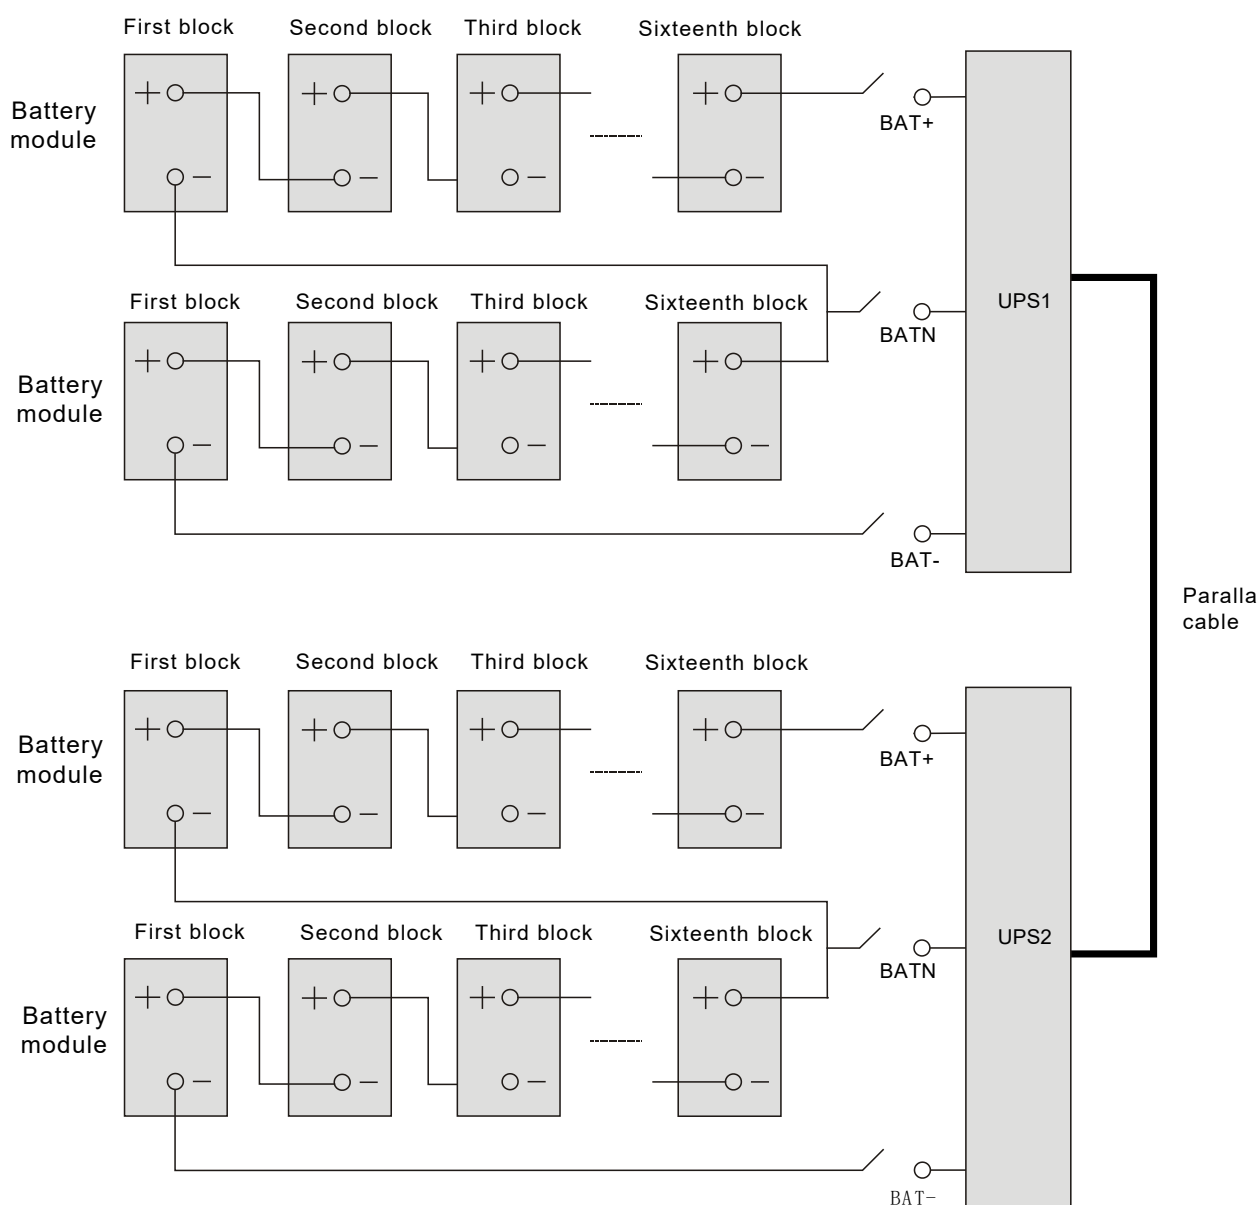 First block Second block Third block Sixteenth block
Battery
module
+ + + +
BAT+
− − − −
First block Second block Third block Sixteenth block
UPS1
BATN
Battery
module
+ + + +
− − − −
BAT-
Paralla
cable
First block Second block Third block Sixteenth block
Battery
module
+ + + +
BAT+
− − − −
First block Second block Third block Sixteenth block
UPS2
BATN
Battery
module
+ + + +
− − − −
BAT-